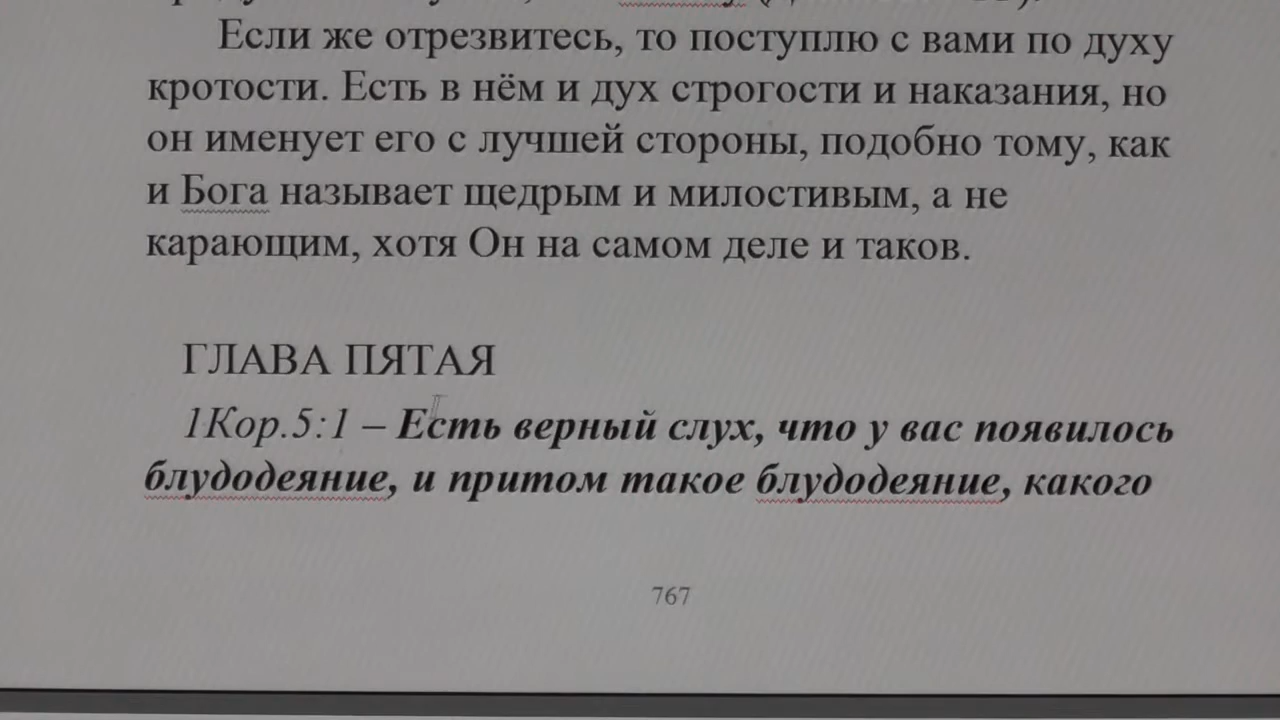 Если же отрезвитесь, то поступлю с вами по духу
кротости. Есть в нём и дух строгости и наказания, но
он именует его с лучшей стороны, подобно тому, как
и Бога называет щедрым и милостивым, а не
карающим, хотя Он на самом деле и таков.
ГЛАВА ПЯТАЯ
1Кор.5:1 – Есть верный слух, что у вас появилось
блудодеяние, и притом такое блудодеяние, какого
767